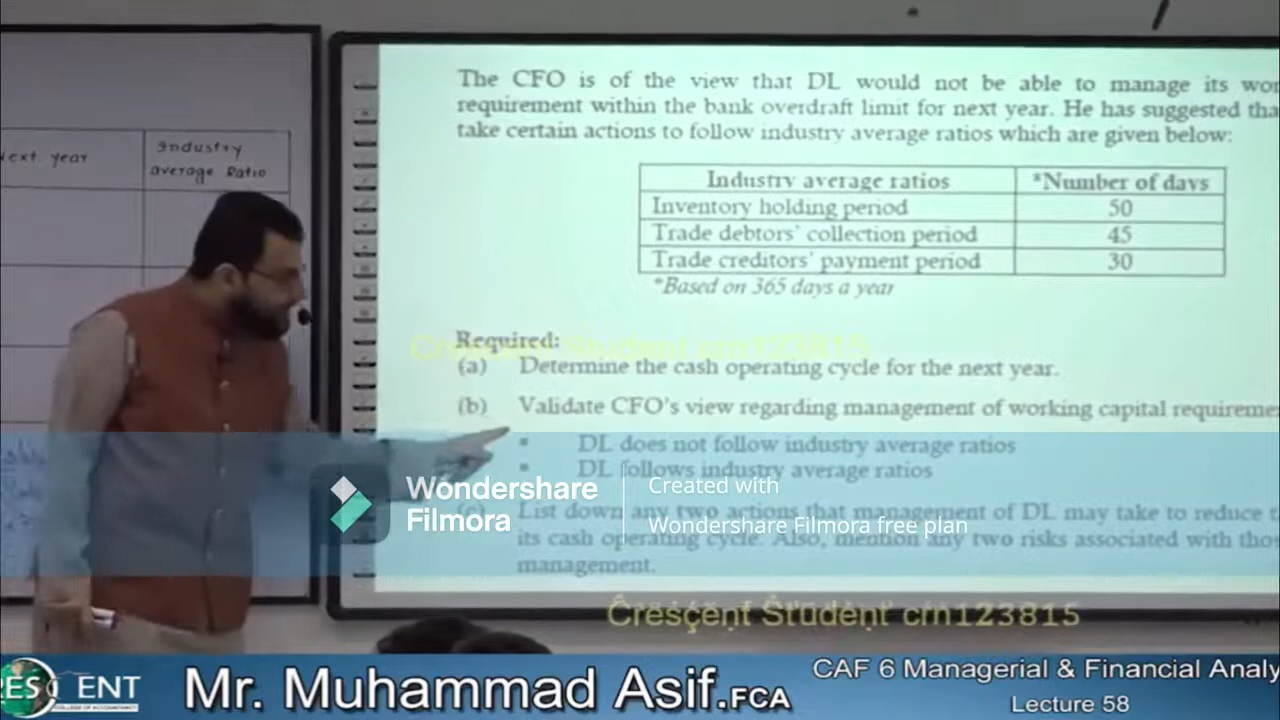 The CFO is of the view that DL would not be able to manage its wor
requirement within the bank overdraft limit for next year. He has suggested tha
take certain actions to follow industry average ratios which are given below:
Industry average ratios *Number of days
Inventory holding period 50
Trade debtors' collection period 45
Trade creditors' payment period 30
*Based on 365 days a year
Required:
(a) Determine the cash operating cycle for the next year.
(b) Validate CFO's view regarding management of working capital requireme
▪ DL does not follow industry average ratios
▪ DL follows industry average ratios
(c) List down any two actions that management of DL may take to reduce
its cash operating cycle. Also, mention any two risks associated with thos
management.
Next year
Industry
average Ratio
Crescent Student crn123815
Wondershare
Filmora
Created with
Wondershare Filmora free plan
Crescent Student crn123815
RESCENT
Mr. Muhammad Asif.FCA
CAF 6 Managerial & Financial Analy
Lecture 58